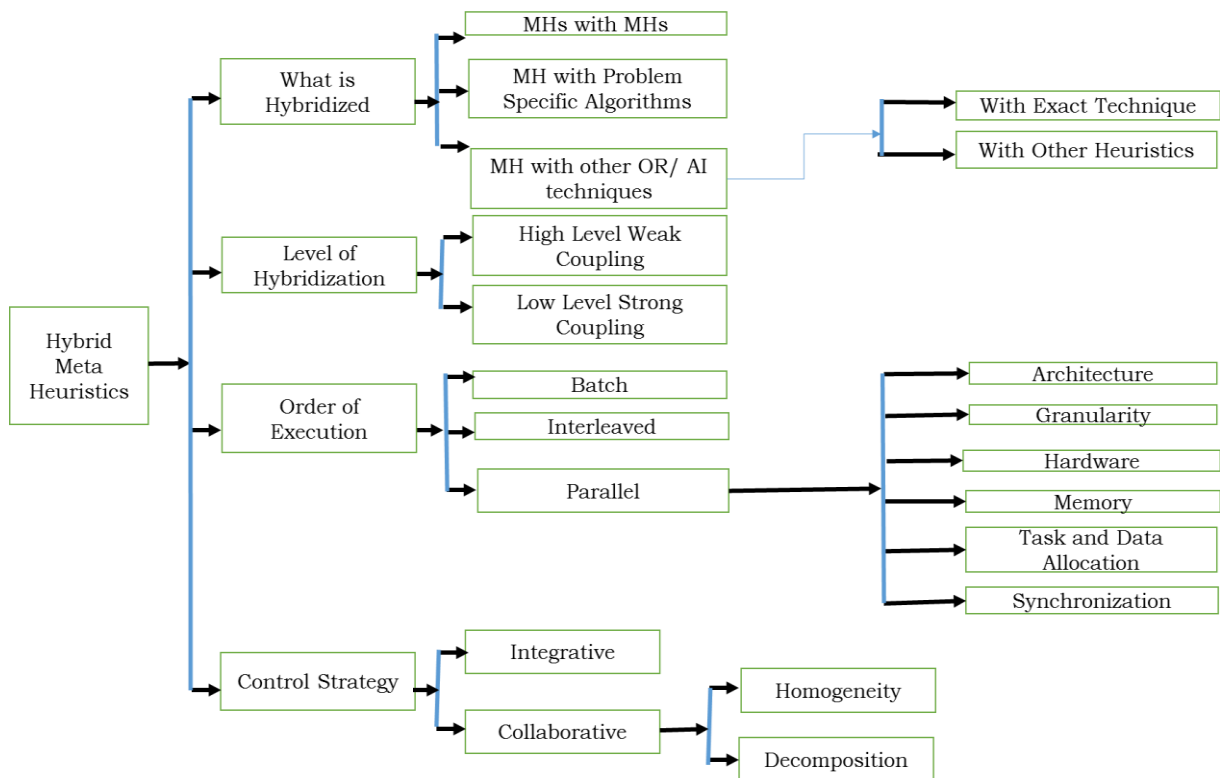 MHs with MHs
What is
Hybridized
MH with Problem
Specific Algorithms
MH with other OR/ AI
techniques
With Exact Technique
With Other Heuristics
Level of
Hybridization
High Level Weak
Coupling
Low Level Strong
Coupling
Hybrid
Meta
Heuristics
Order of
Execution
Batch
Interleaved
Parallel
Architecture
Granularity
Hardware
Memory
Task and Data
Allocation
Synchronization
Control Strategy
Integrative
Collaborative
Homogeneity
Decomposition